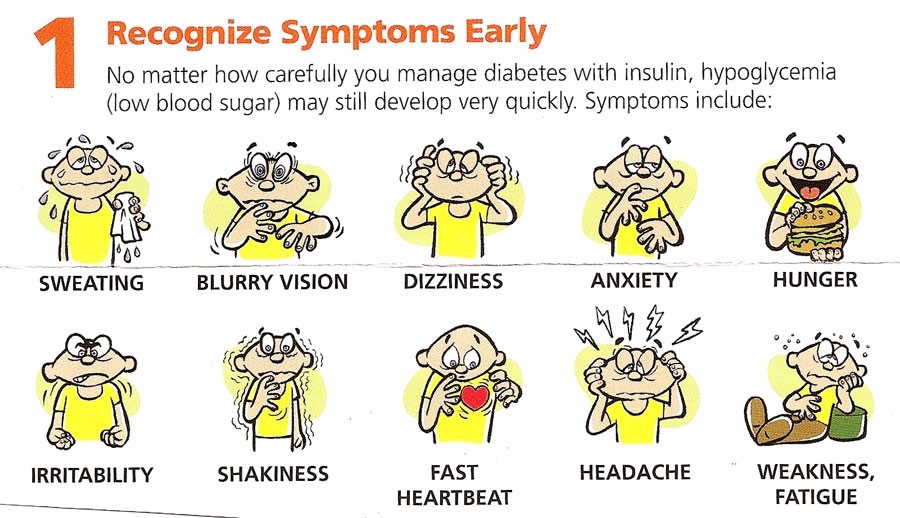 1 Recognize Symptoms Early
No matter how carefully you manage diabetes with insulin, hypoglycemia
(low blood sugar) may still develop very quickly. Symptoms include:
SWEATING
BLURRY VISION
DIZZINESS
ANXIETY
HUNGER
IRRITABILITY
SHAKINESS
FAST
HEARTBEAT
HEADACHE
WEAKNESS,
FATIGUE